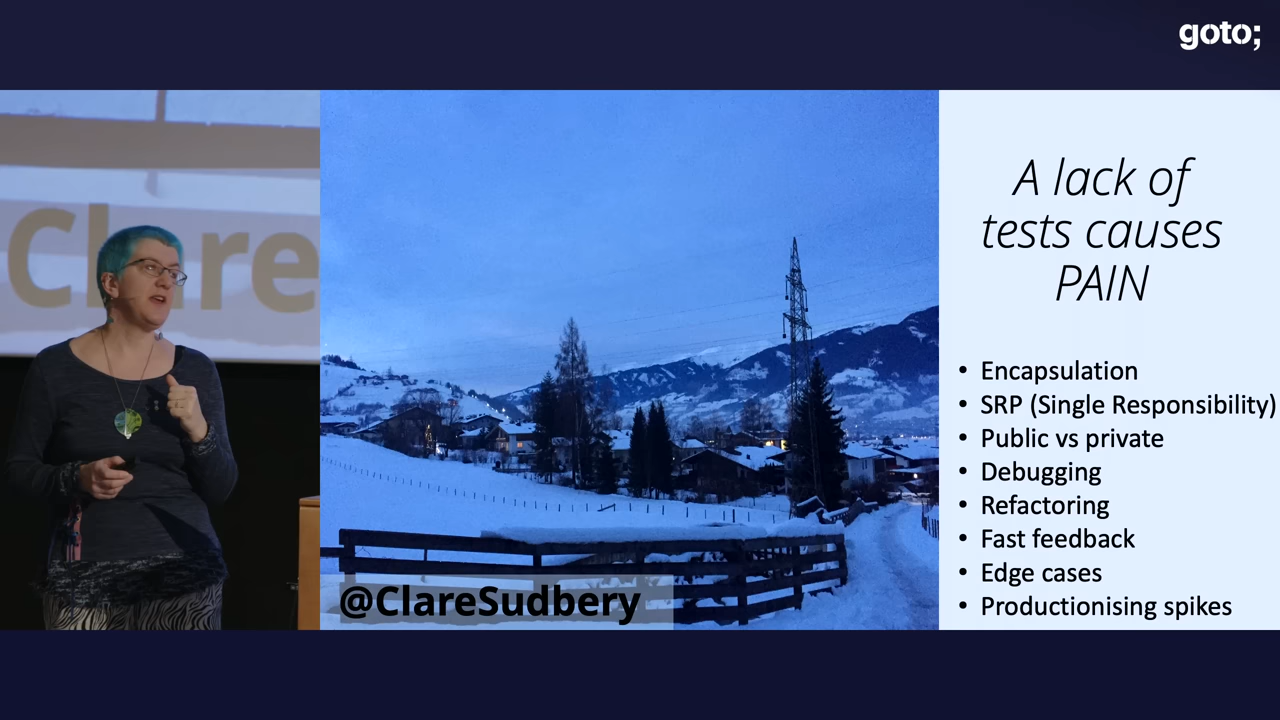 goto;
Clare
A lack of
tests causes
PAIN
• Encapsulation
• SRP (Single Responsibility)
• Public vs private
• Debugging
• Refactoring
• Fast feedback
• Edge cases
• Productionising spikes
@ClareSudbery